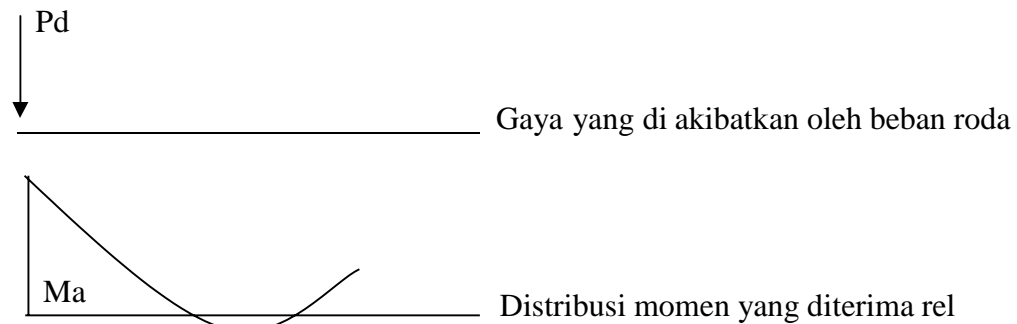 Pd
Gaya yang di akibatkan oleh beban roda
Ma
Distribusi momen yang diterima rel